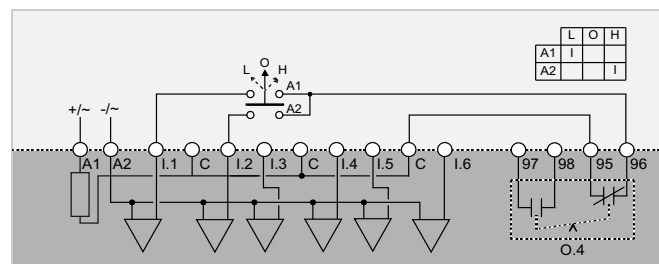 L O H
A1 I
A2 I
O
L H
A1
A2
+/~ -/~
A1 A2 I.1 C I.2 I.3 C I.4 I.5 C I.6 97 98 95 96
O.4